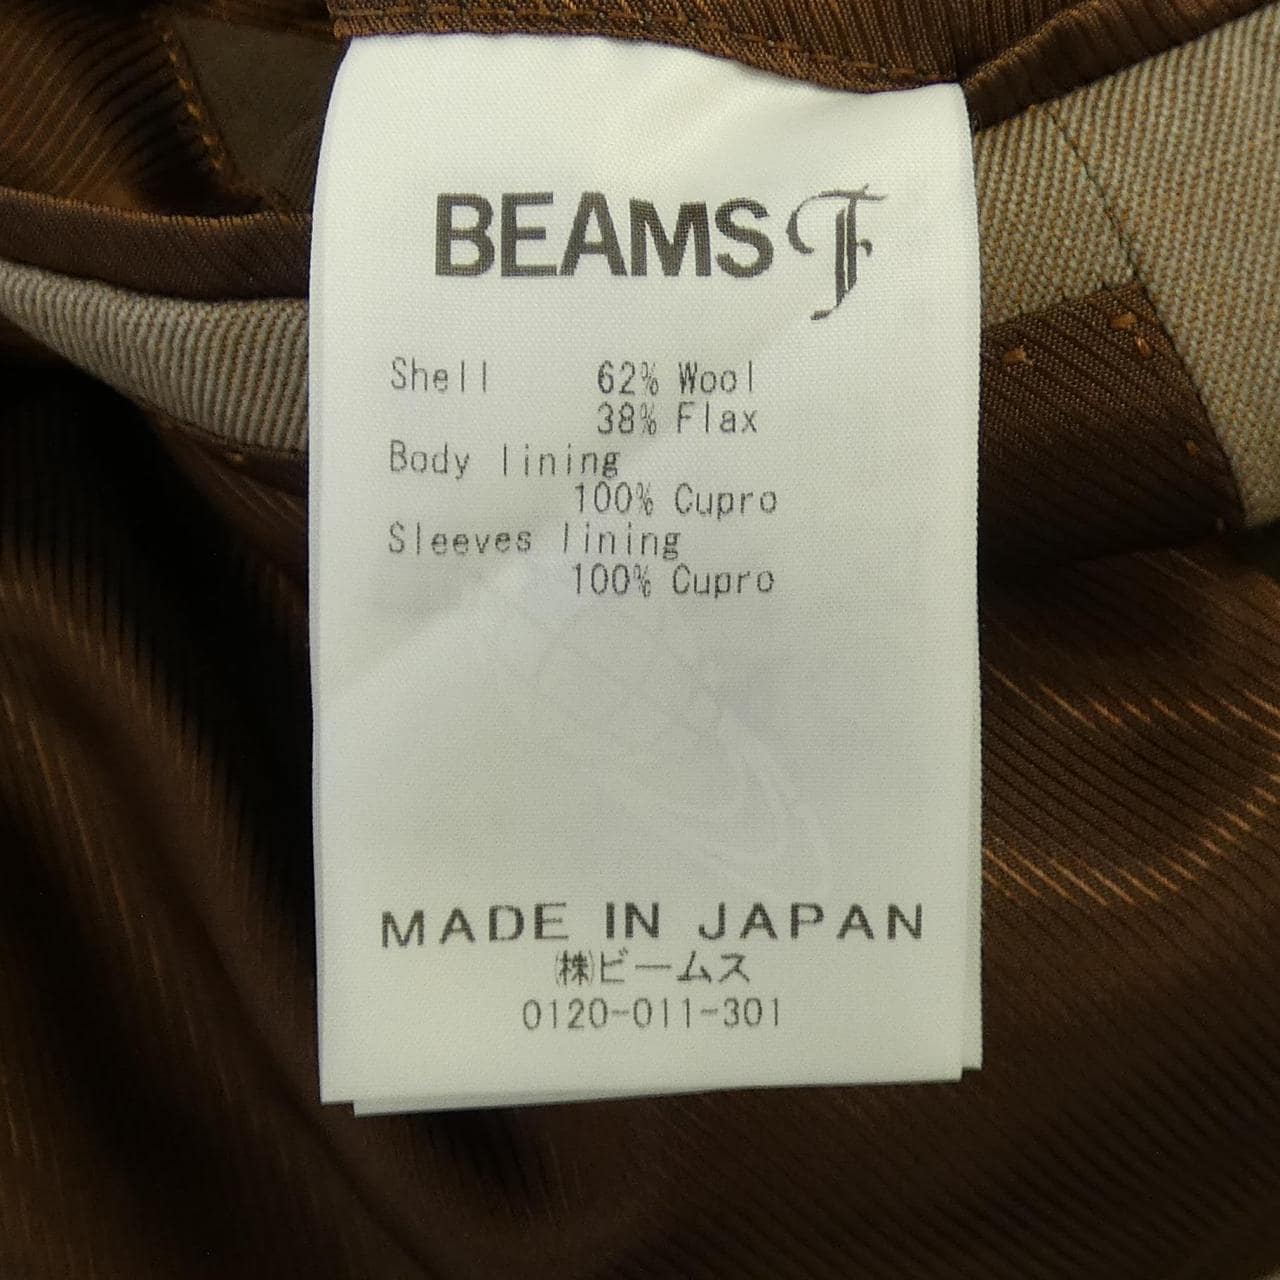 BEAMS F
Shell 62% Wool
38% Flax
Body lining
100% Cupro
Sleeves lining
100% Cupro
MADE IN JAPAN
㈱ビームス
0120-011-301